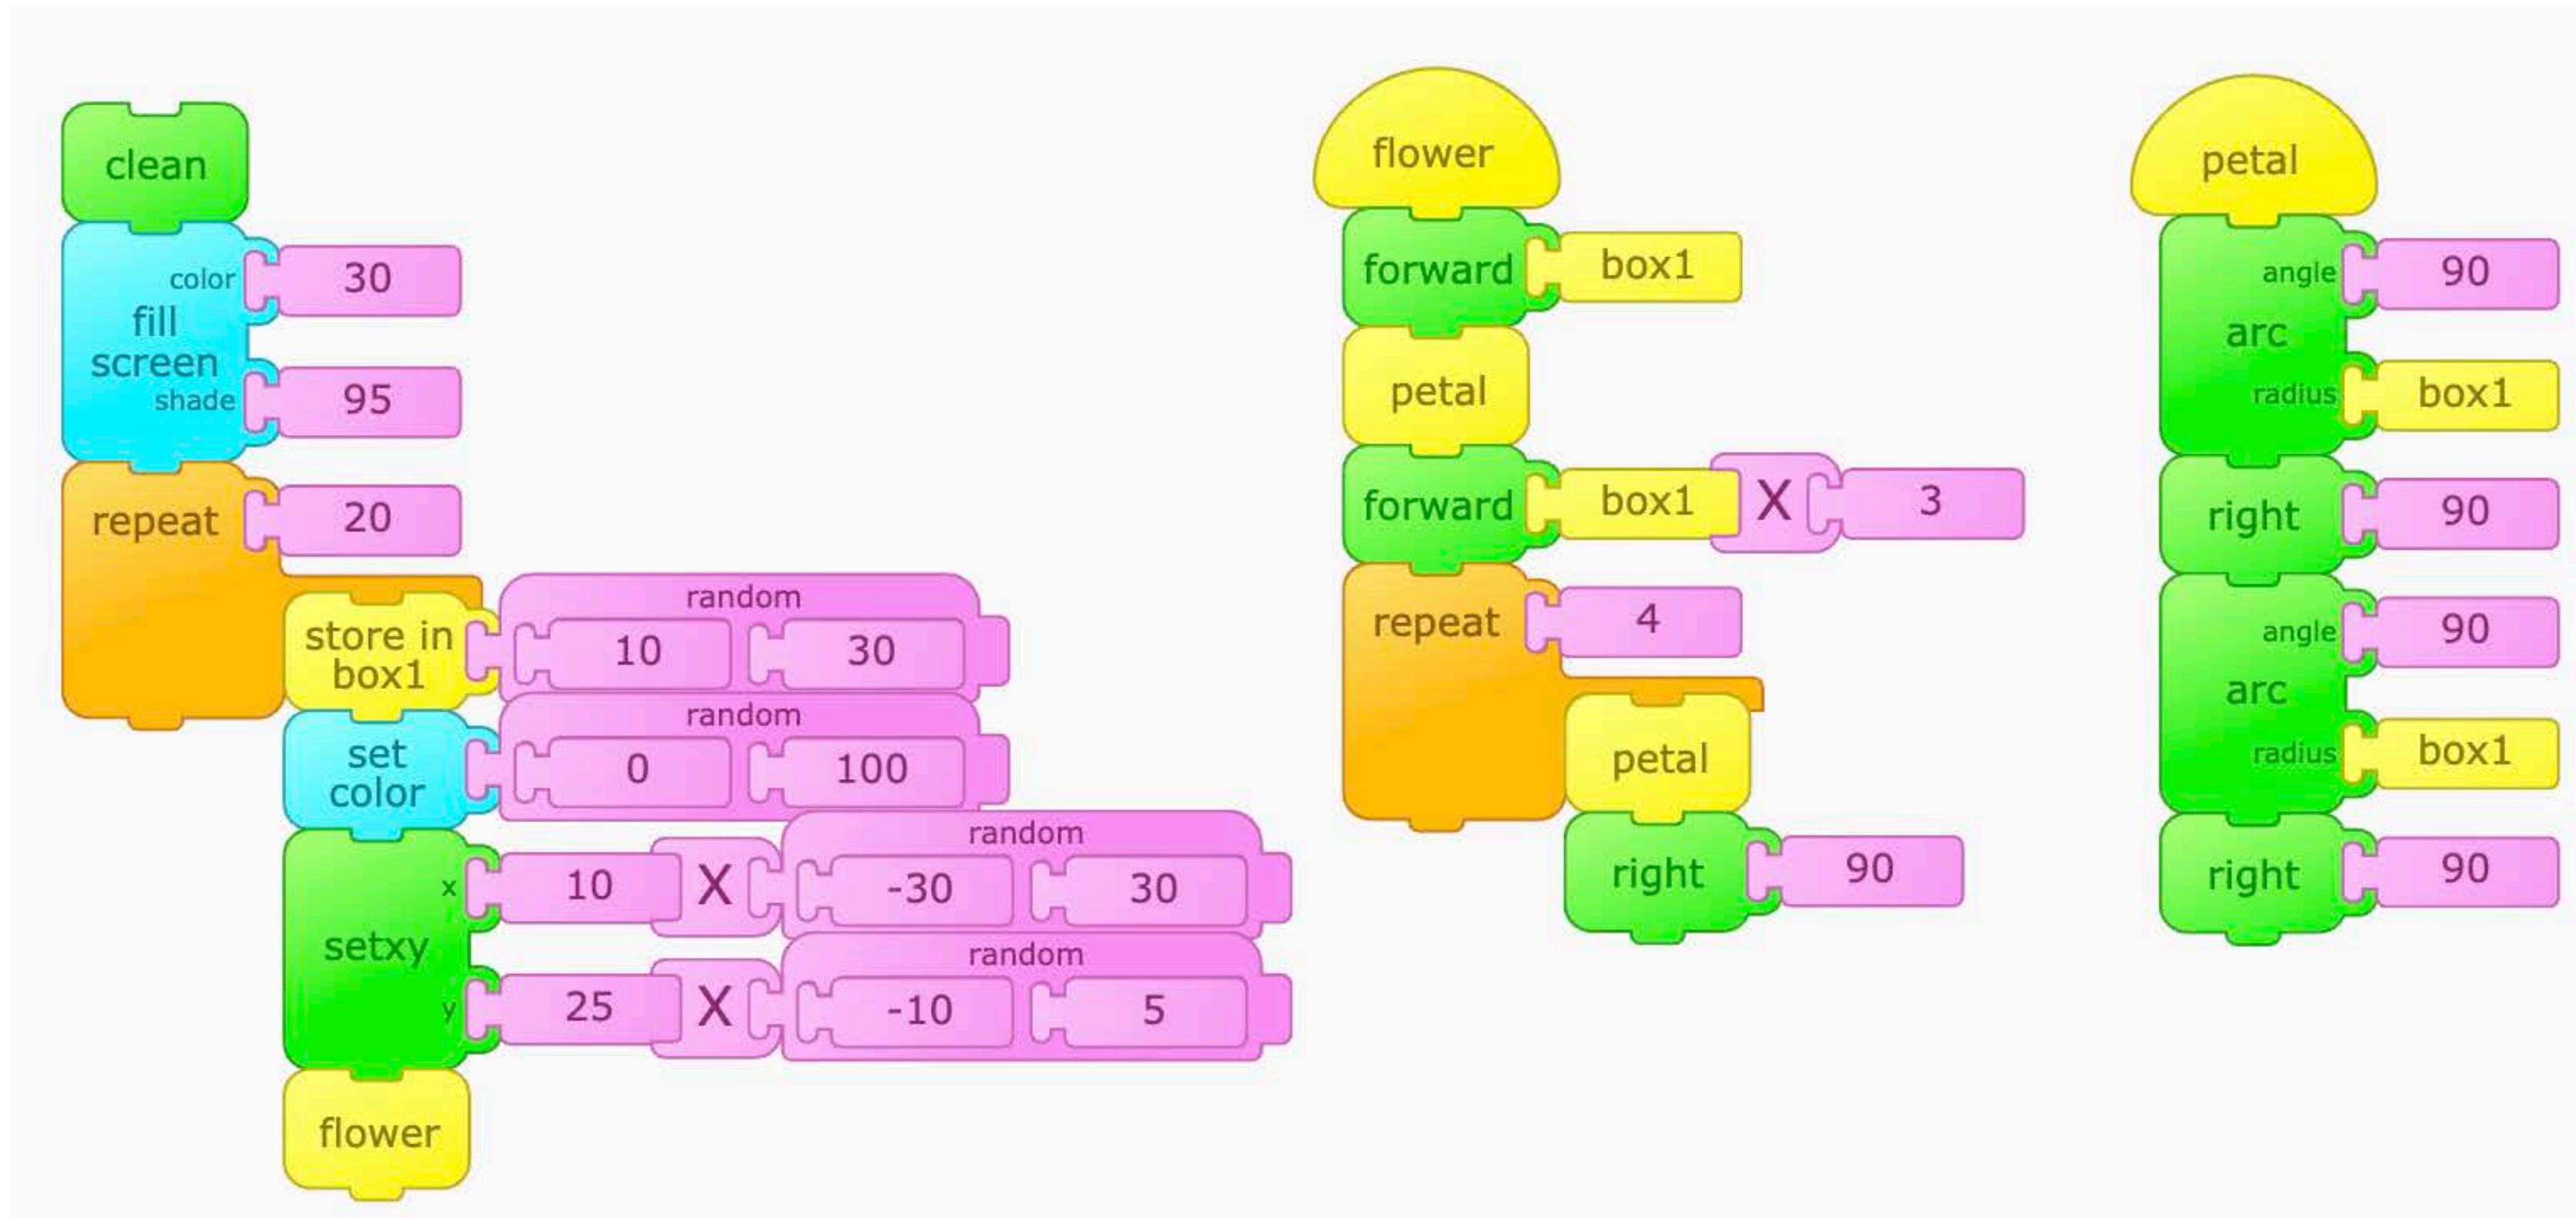 clean
color 30
fill
screen
shade 95
repeat 20
store in
box1
random
10 30
set
color
random
0 100
setxy
x 10 X random
-30 30
y 25 X random
-10 5
flower
flower
forward box1
petal
forward box1 X 3
repeat 4
petal
right 90
petal
angle 90
arc
radius box1
right 90
angle 90
arc
radius box1
right 90